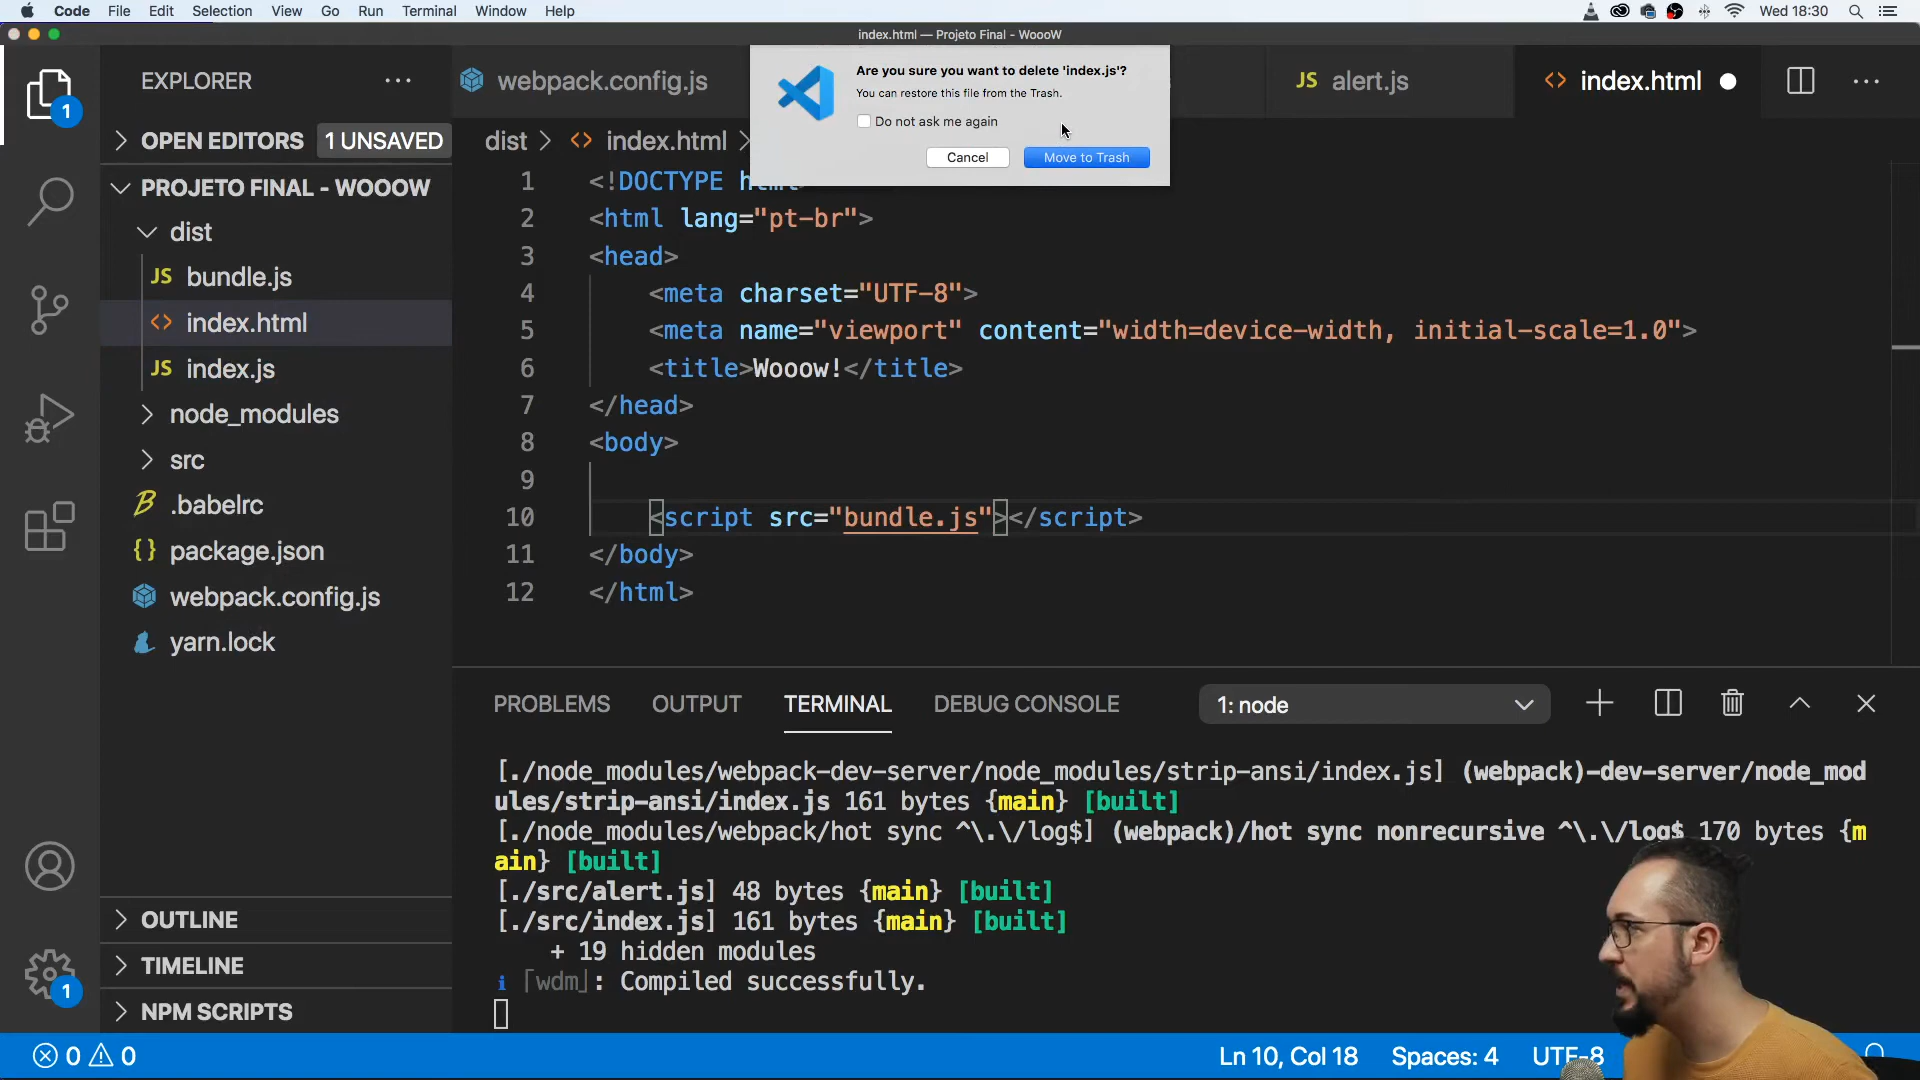 Code File Edit Selection View Go Run Terminal Window Help Wed 18:30
index.html — Projeto Final - WoooW
EXPLORER
OPEN EDITORS 1 UNSAVED
PROJETO FINAL - WOOOW
dist
JS bundle.js
<> index.html
JS index.js
node_modules
src
.babelrc
{} package.json
webpack.config.js
yarn.lock
OUTLINE
TIMELINE
NPM SCRIPTS
1
1
webpack.config.js
JS alert.js
<> index.html
Are you sure you want to delete 'index.js'?
You can restore this file from the Trash.
Do not ask me again
Cancel
Move to Trash
dist > <> index.html >
1 <!DOCTYPE html>
2 <html lang="pt-br">
3 <head>
4 <meta charset="UTF-8">
5 <meta name="viewport" content="width=device-width, initial-scale=1.0">
6 <title>Wooow!</title>
7 </head>
8 <body>
9
10 <script src="bundle.js"></script>
11 </body>
12 </html>
PROBLEMS OUTPUT TERMINAL DEBUG CONSOLE 1: node
[./node_modules/webpack-dev-server/node_modules/strip-ansi/index.js] (webpack)-dev-server/node_mod
ules/strip-ansi/index.js 161 bytes {main} [built]
[./node_modules/webpack/hot sync ^\.\/log$] (webpack)/hot sync nonrecursive ^\.\/log$ 170 bytes {m
ain} [built]
[./src/alert.js] 48 bytes {main} [built]
[./src/index.js] 161 bytes {main} [built]
+ 19 hidden modules
i ｢wdm｣: Compiled successfully.
0 0 Ln 10, Col 18 Spaces: 4 UTF-8